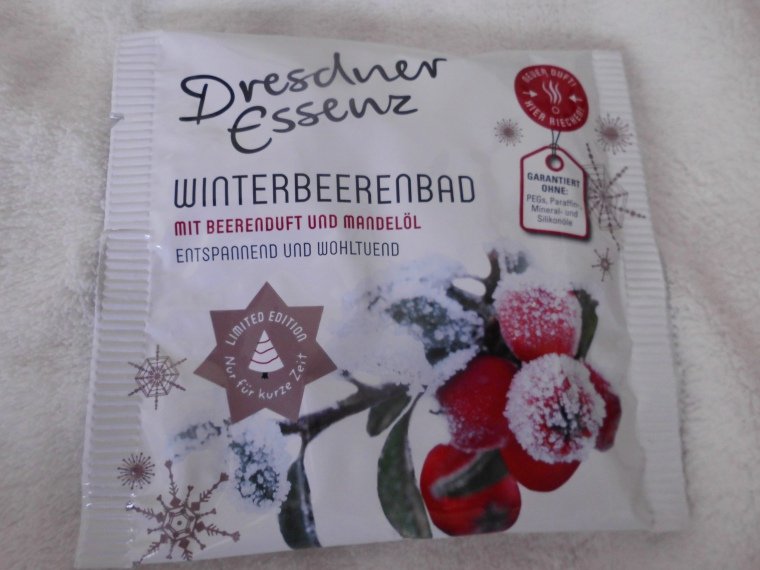 Dresdner
Essenz
NEUER DUFT!
HIER RIECHEN!
GARANTIERT
OHNE:
PEGs, Paraffin-,
Mineral- und
Silikonöle
WINTERBEERENBAD
MIT BEERENDUFT UND MANDELÖL
ENTSPANNEND UND WOHLTUEND
LIMITED EDITION
Nur für kurze Zeit